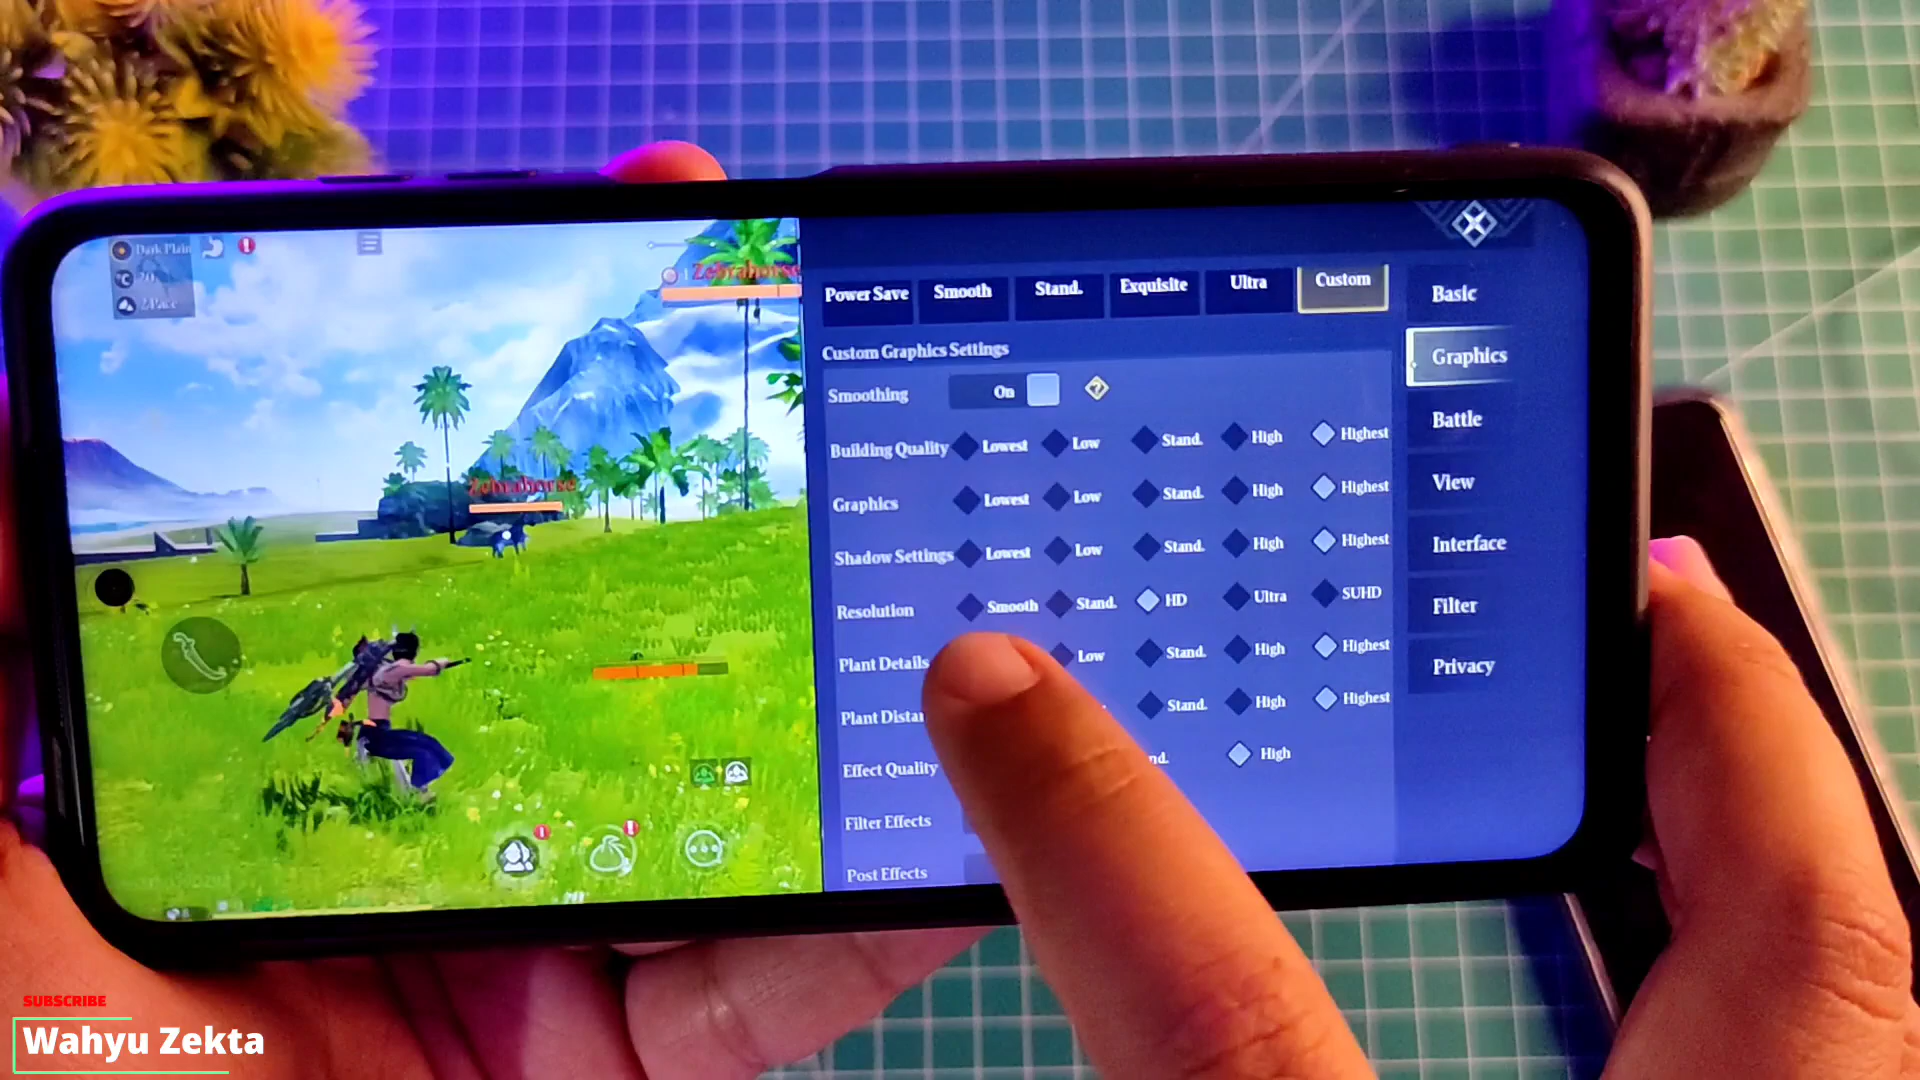 Dark Plain
Zebrahorse
Zebrahorse
Power Save
Smooth
Stand.
Exquisite
Ultra
Custom
Custom Graphics Settings
Smoothing
On
?
Building Quality
Lowest
Low
Stand.
High
Highest
Graphics
Lowest
Low
Stand.
High
Highest
Shadow Settings
Lowest
Low
Stand.
High
Highest
Resolution
Smooth
Stand.
HD
Ultra
SUHD
Plant Details
Low
Stand.
High
Highest
Plant Distan
Stand.
High
Highest
Effect Quality
nd.
High
Filter Effects
Post Effects
Basic
Graphics
Battle
View
Interface
Filter
Privacy
SUBSCRIBE
Wahyu Zekta